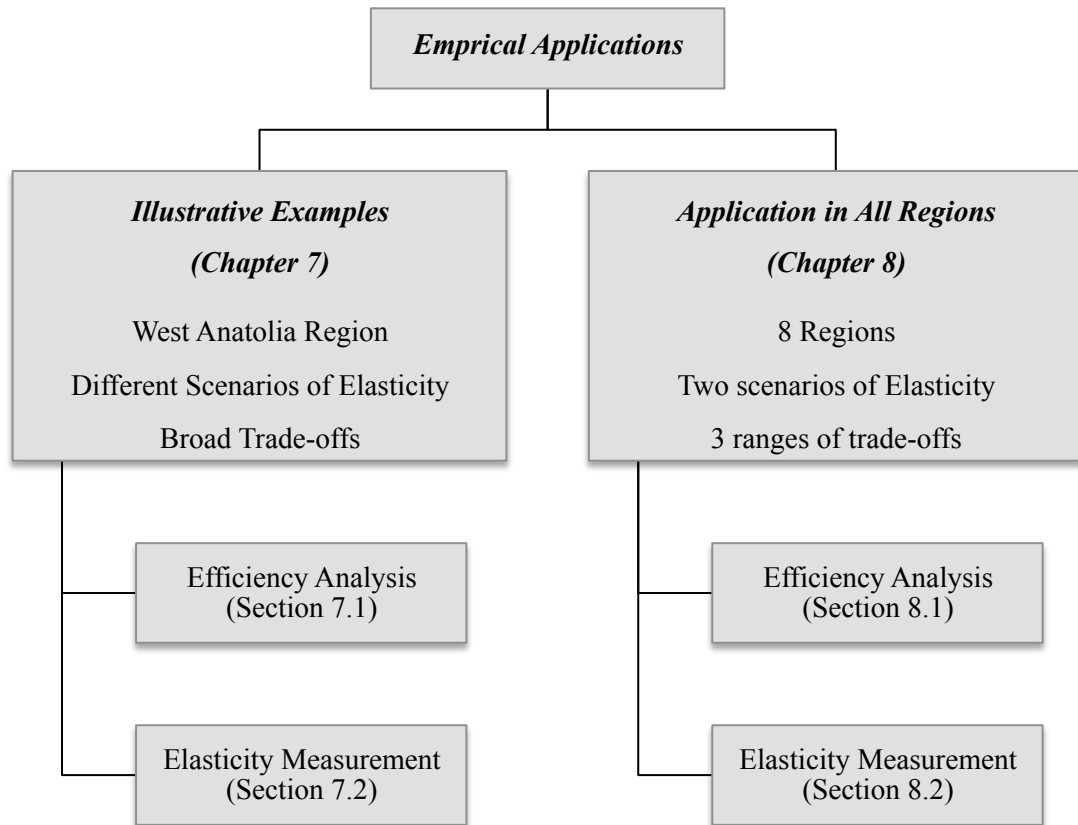 Emprical Applications
Illustrative Examples
(Chapter 7)
West Anatolia Region
Different Scenarios of Elasticity
Broad Trade-offs
Efficiency Analysis
(Section 7.1)
Elasticity Measurement
(Section 7.2)
Application in All Regions
(Chapter 8)
8 Regions
Two scenarios of Elasticity
3 ranges of trade-offs
Efficiency Analysis
(Section 8.1)
Elasticity Measurement
(Section 8.2)